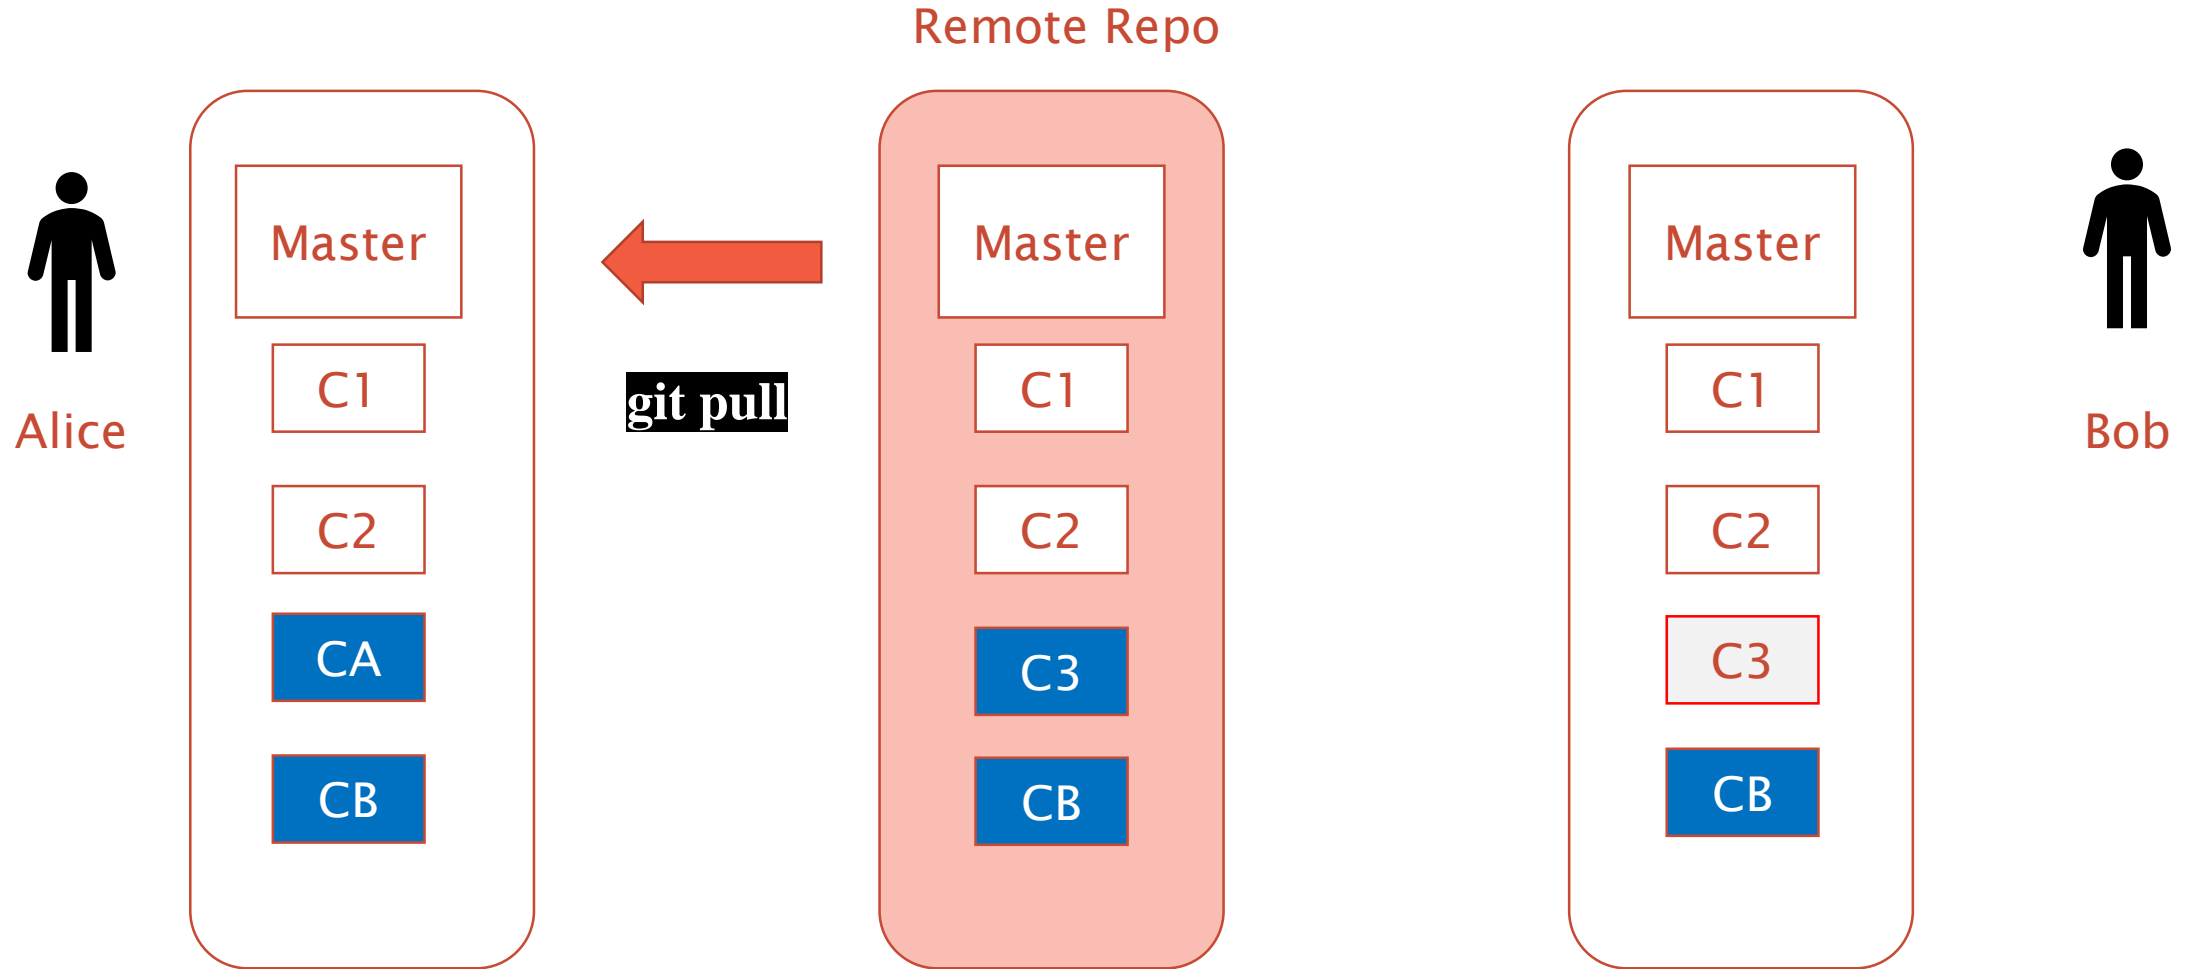 Remote Repo
Alice
Master
C1
C2
CA
CB
git pull
Master
C1
C2
C3
CB
Master
C1
C2
C3
CB
Bob